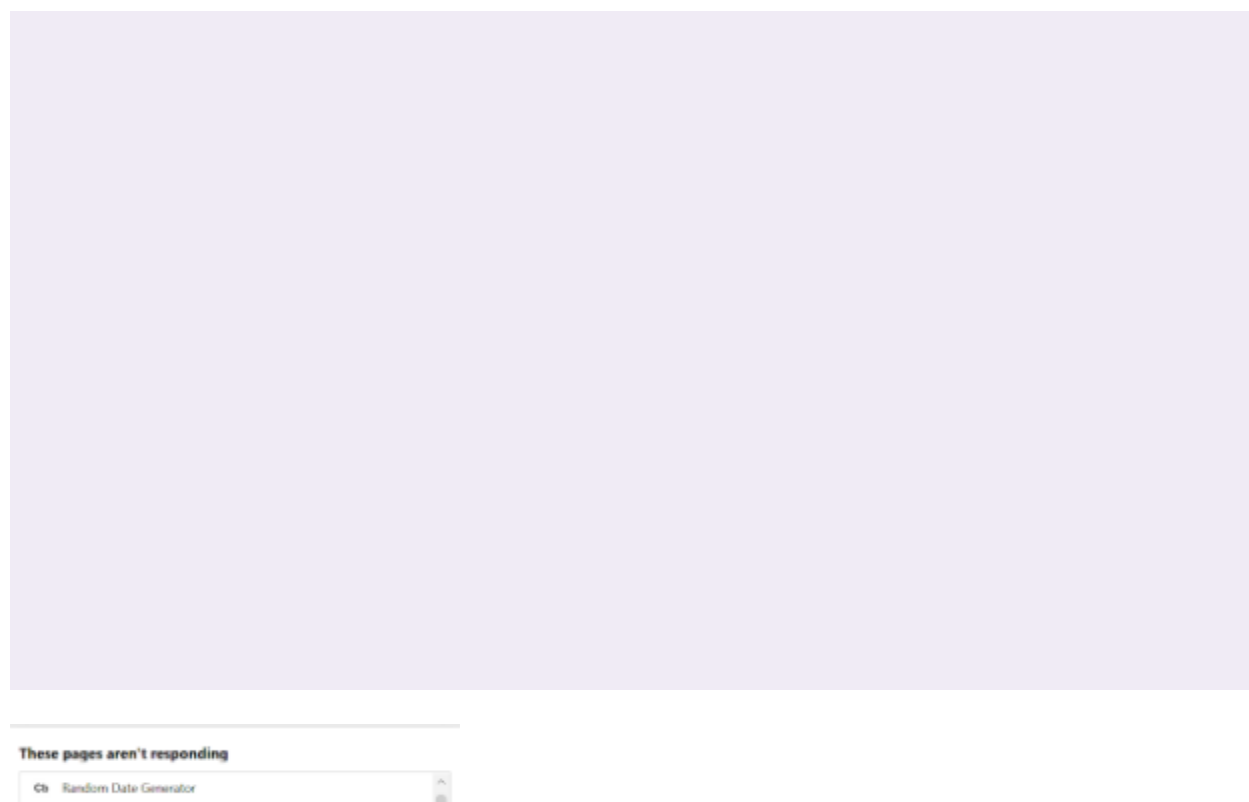 These pages aren't responding
Cb Random Date Generator